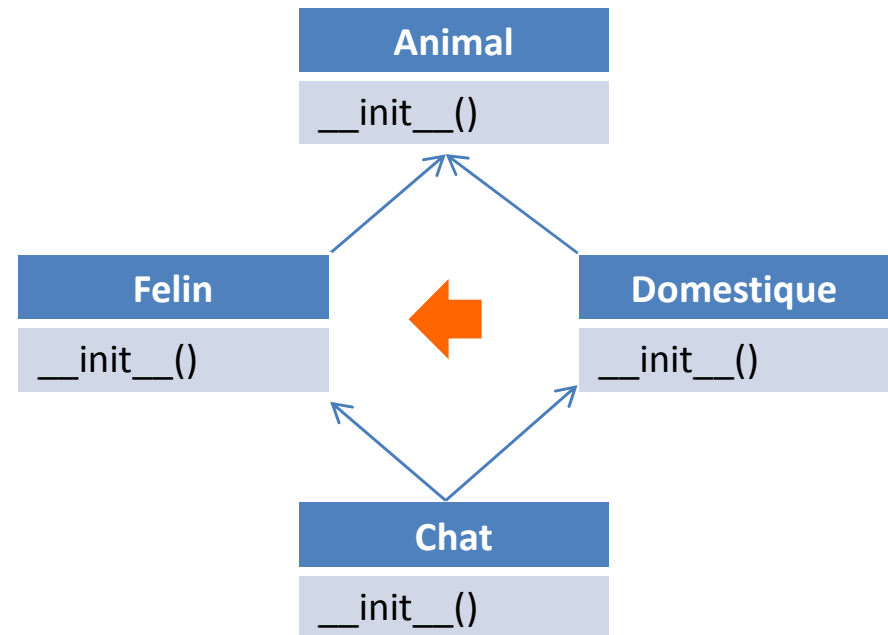 Animal
__init__()
Felin
__init__()
Domestique
__init__()
Chat
__init__()